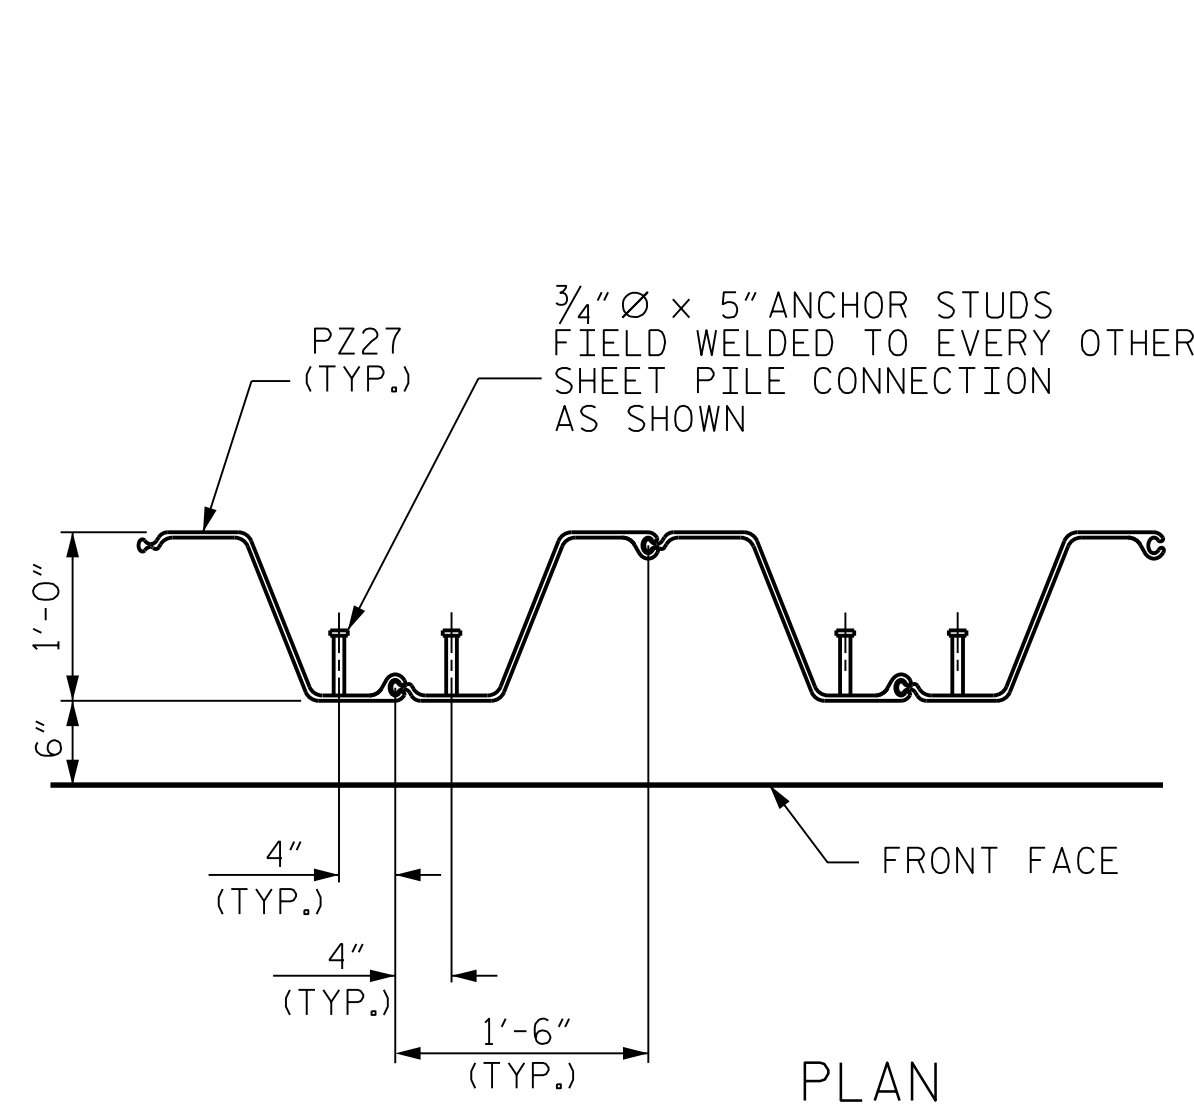 3/4" Ø x 5" ANCHOR STUDS
FIELD WELDED TO EVERY OTHER
SHEET PILE CONNECTION
AS SHOWN
PZ27
(TYP.)
1'-0"
6"
FRONT FACE
4"
(TYP.)
4"
(TYP.)
1'-6"
(TYP.)
PLAN